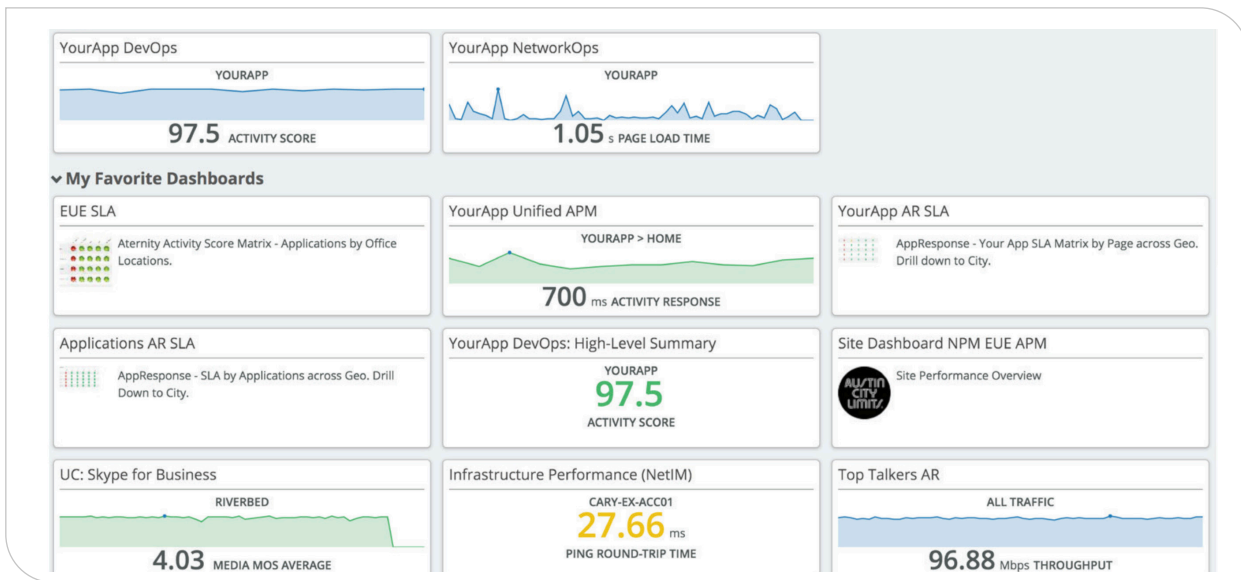 YourApp DevOps
YOURAPP
97.5 ACTIVITY SCORE
YourApp NetworkOps
YOURAPP
1.05 s PAGE LOAD TIME
My Favorite Dashboards
EUE SLA
Aternity Activity Score Matrix - Applications by Office
Locations.
YourApp Unified APM
YOURAPP > HOME
700 ms ACTIVITY RESPONSE
YourApp AR SLA
AppResponse - Your App SLA Matrix by Page across Geo.
Drill down to City.
Applications AR SLA
AppResponse - SLA by Applications across Geo. Drill
Down to City.
YourApp DevOps: High-Level Summary
YOURAPP
97.5
ACTIVITY SCORE
Site Dashboard NPM EUE APM
AUSTIN
CITY
LIMITS
Site Performance Overview
UC: Skype for Business
RIVERBED
4.03 MEDIA MOS AVERAGE
Infrastructure Performance (NetIM)
CARY-EX-ACC01
27.66 ms
PING ROUND-TRIP TIME
Top Talkers AR
ALL TRAFFIC
96.88 Mbps THROUGHPUT